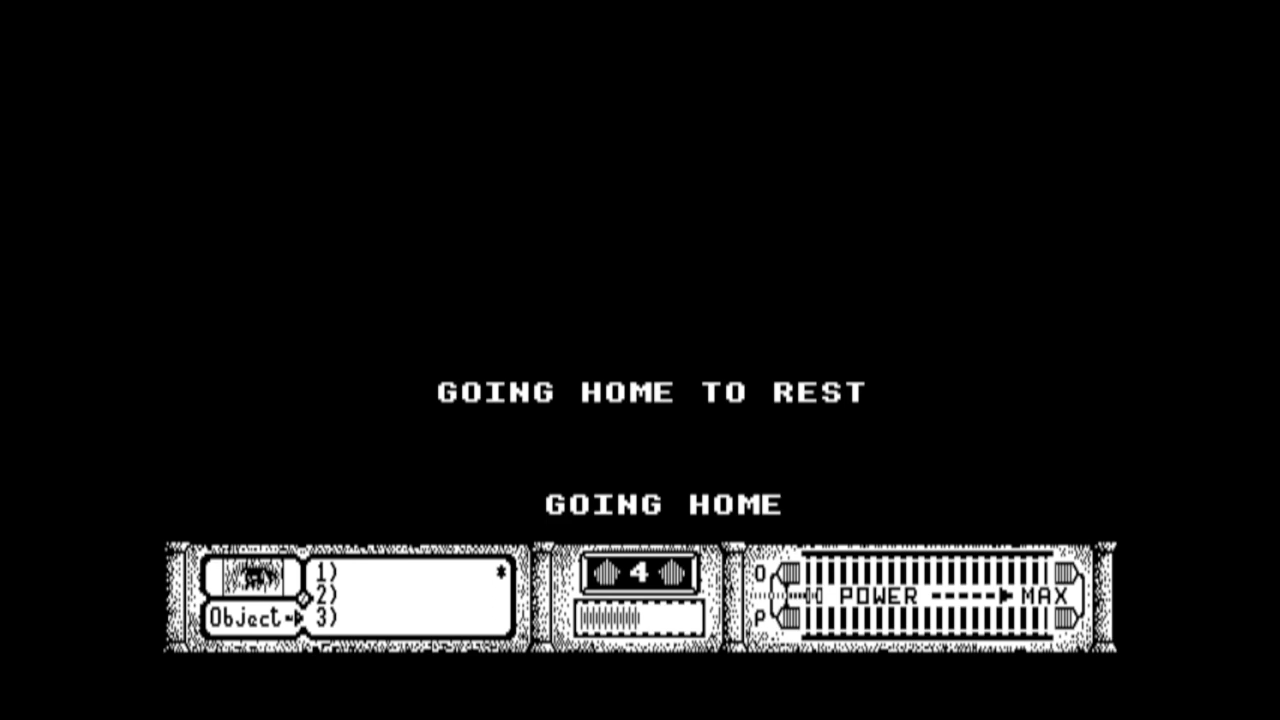 GOING HOME TO REST
GOING HOME
1) *
2)
Object 3)
4
O
POWER MAX
P